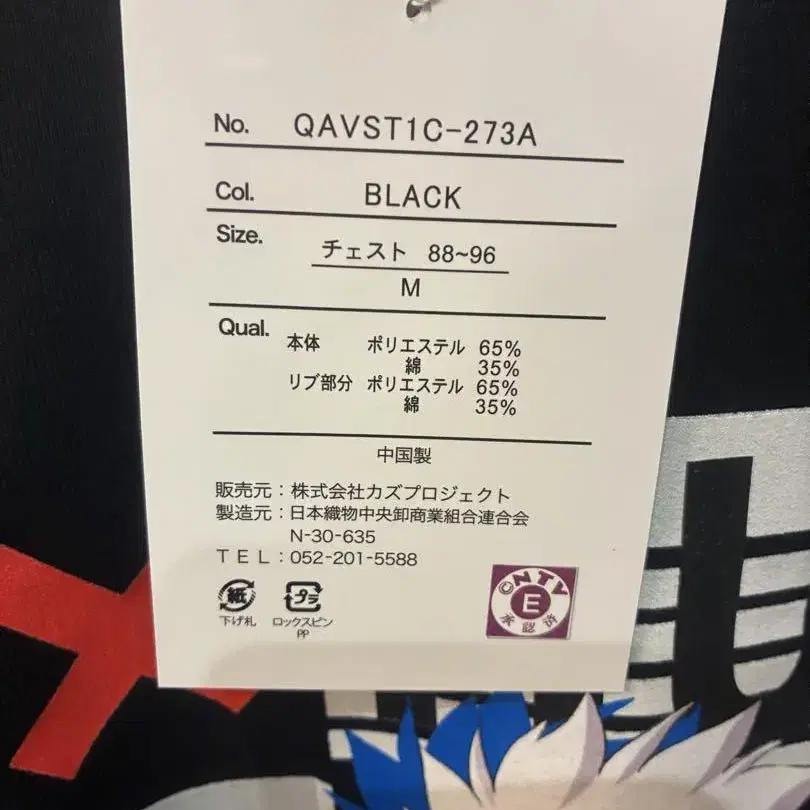 No. QAVST1C-273A
Col. BLACK
Size. チェスト 88~96
M
Qual. 本体 ポリエステル 65%
綿 35%
リブ部分 ポリエステル 65%
綿 35%
中国製
販売元：株式会社カズプロジェクト
製造元：日本織物中央卸商業組合連合会
N-30-635
ＴＥＬ：052-201-5588
紙 プラ
下げ札 ロックスピン
PP
©NTV
E
承認済